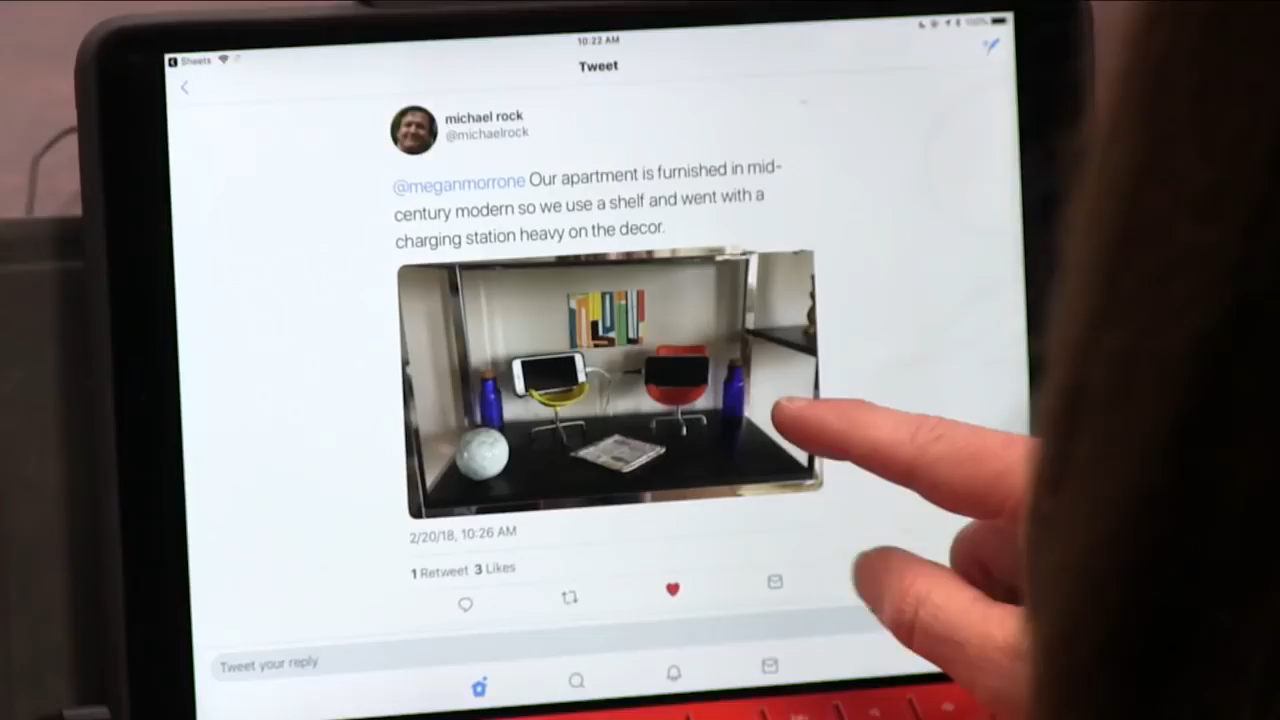 10:22 AM
Sheets
100%
Tweet
michael rock
@michaelrock
@meganmorrone Our apartment is furnished in mid-
century modern so we use a shelf and went with a
charging station heavy on the decor.
2/20/18, 10:26 AM
1 Retweet 3 Likes
Tweet your reply